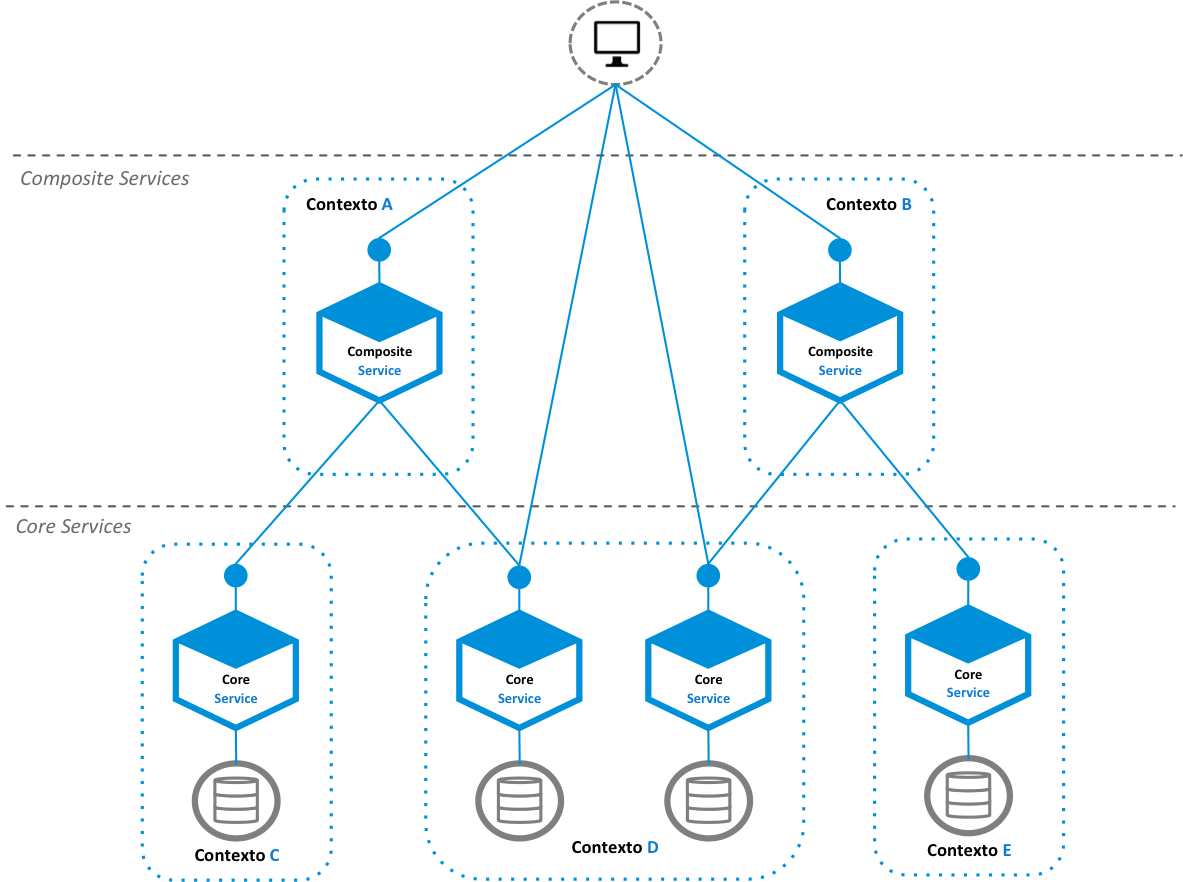 Composite Services
Contexto A
Contexto B
Composite
Service
Composite
Service
Core Services
Core
Service
Core
Service
Core
Service
Core
Service
Contexto C
Contexto D
Contexto E